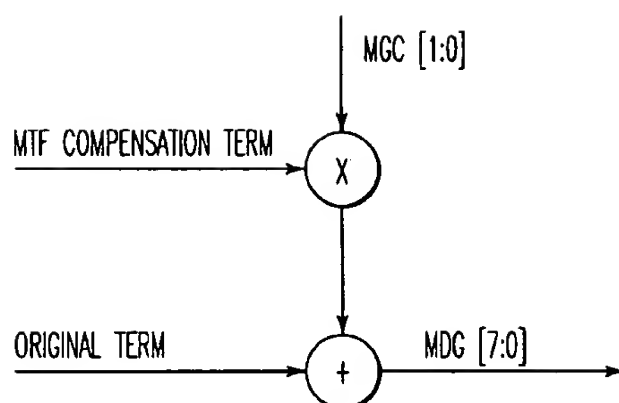 MGC [1:0]
MTF COMPENSATION TERM
X
ORIGINAL TERM
+
MDG [7:0]